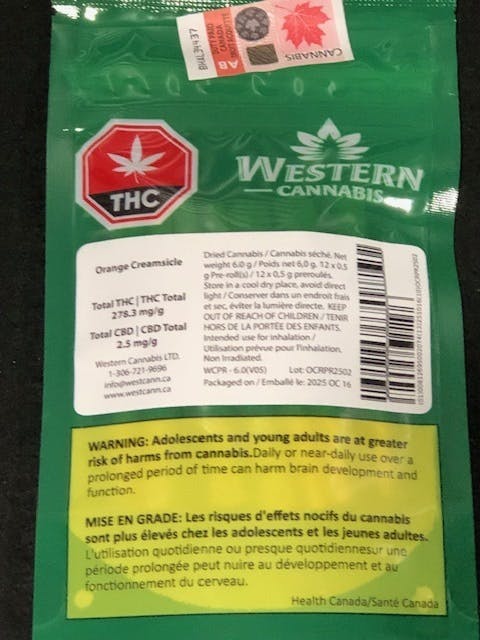 BHXL39437
DUTY PAID
CANADA
DROIT ACQUITTÉ
AB
CANNABIS
THC
WESTERN
CANNABIS
Orange Creamsicle
Total THC | THC Total
278.3 mg/g
Total CBD | CBD Total
2.5 mg/g
Western Cannabis LTD.
1-306-721-9696
info@westcann.ca
www.westcann.ca
Dried Cannabis / Cannabis séché. Net
weight 6.0 g / Poids net 6,0 g. 12 x 0.5
g Pre-roll(s) / 12 x 0,5 g preroulés.
Store in a cool dry place, avoid direct
light / Conserver dans un endroit frais
et sec, éviter la lumière directe. KEEP
OUT OF REACH OF CHILDREN / TENIR
HORS DE LA PORTÉE DES ENFANTS.
Intended use for inhalation /
Utilisation prévue pour l'inhalation.
Non Irradiated.
WCPR - 6.0(V05) Lot: OCRPR2502
Packaged on / Emballé le: 2025 OC 16
WARNING: Adolescents and young adults are at greater
risk of harms from cannabis.Daily or near-daily use over a
prolonged period of time can harm brain development and
function.
MISE EN GRADE: Les risques d'effets nocifs du cannabis
sont plus élevés chez les adolescents et les jeunes adultes.
L'utilisation quotidienne ou presque quotidiennesur une
période prolongée peut nuire au développement et au
fonctionnement du cerveau.
Health Canada/Santé Canada